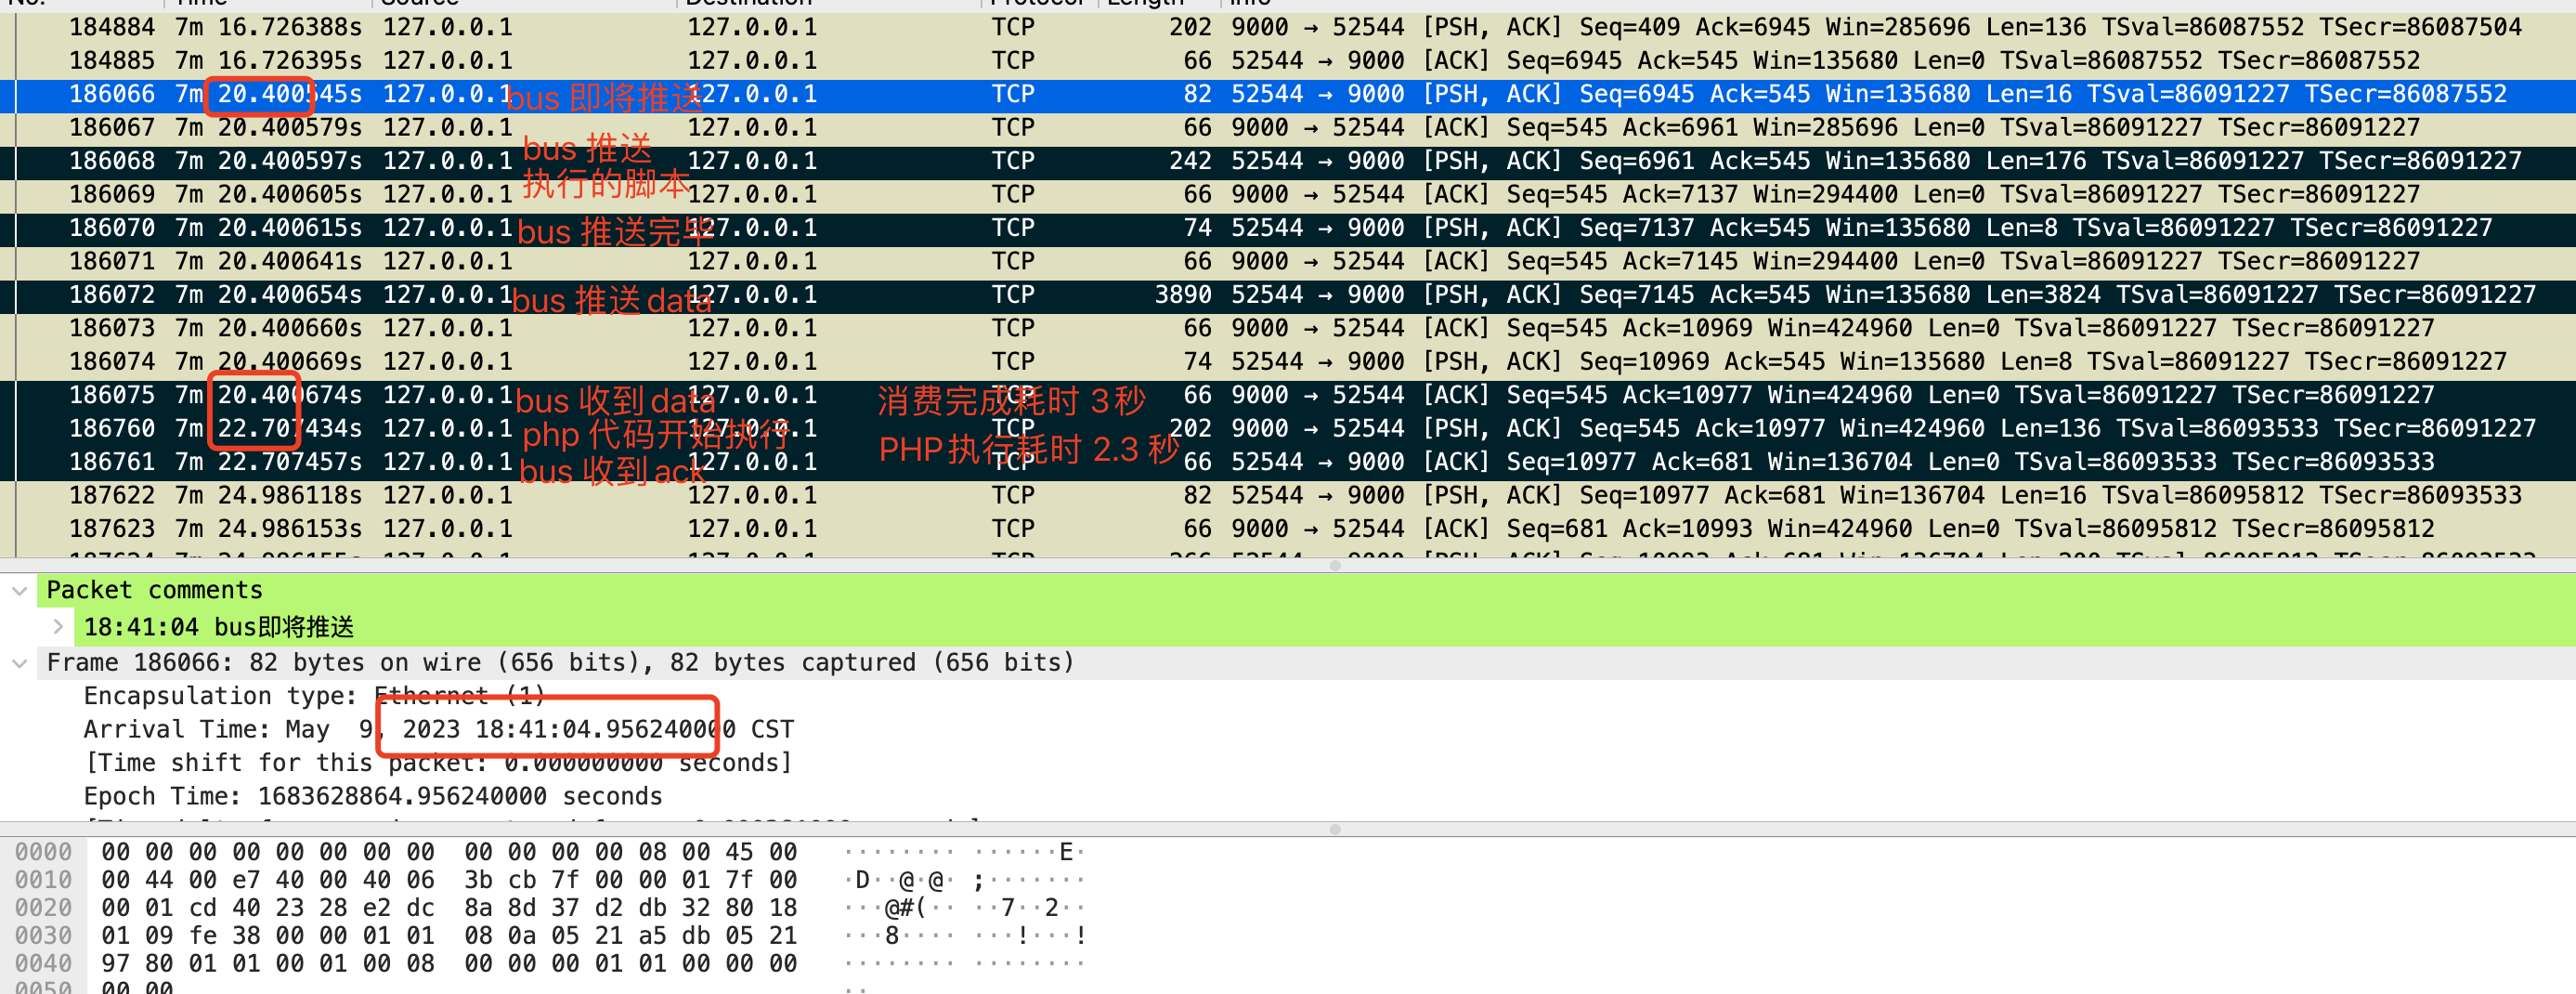 No. Time Source Destination Protocol Length Info
184884 7m 16.726388s 127.0.0.1 127.0.0.1 TCP 202 9000 → 52544 [PSH, ACK] Seq=409 Ack=6945 Win=285696 Len=136 TSval=86087552 TSecr=86087504
184885 7m 16.726395s 127.0.0.1 127.0.0.1 TCP 66 52544 → 9000 [ACK] Seq=6945 Ack=545 Win=135680 Len=0 TSval=86087552 TSecr=86087552
186066 7m 20.400545s 127.0.0.1 bus 即将推送 127.0.0.1 TCP 82 52544 → 9000 [PSH, ACK] Seq=6945 Ack=545 Win=135680 Len=16 TSval=86091227 TSecr=86087552
186067 7m 20.400579s 127.0.0.1 127.0.0.1 TCP 66 9000 → 52544 [ACK] Seq=545 Ack=6961 Win=285696 Len=0 TSval=86091227 TSecr=86091227
bus 推送
186068 7m 20.400597s 127.0.0.1 127.0.0.1 TCP 242 52544 → 9000 [PSH, ACK] Seq=6961 Ack=545 Win=135680 Len=176 TSval=86091227 TSecr=86091227
执行的脚本
186069 7m 20.400605s 127.0.0.1 127.0.0.1 TCP 66 9000 → 52544 [ACK] Seq=545 Ack=7137 Win=294400 Len=0 TSval=86091227 TSecr=86091227
186070 7m 20.400615s 127.0.0.1 bus 推送完毕 127.0.0.1 TCP 74 52544 → 9000 [PSH, ACK] Seq=7137 Ack=545 Win=135680 Len=8 TSval=86091227 TSecr=86091227
186071 7m 20.400641s 127.0.0.1 127.0.0.1 TCP 66 9000 → 52544 [ACK] Seq=545 Ack=7145 Win=294400 Len=0 TSval=86091227 TSecr=86091227
186072 7m 20.400654s 127.0.0.1 bus 推送 data 127.0.0.1 TCP 3890 52544 → 9000 [PSH, ACK] Seq=7145 Ack=545 Win=135680 Len=3824 TSval=86091227 TSecr=86091227
186073 7m 20.400660s 127.0.0.1 127.0.0.1 TCP 66 9000 → 52544 [ACK] Seq=545 Ack=10969 Win=424960 Len=0 TSval=86091227 TSecr=86091227
186074 7m 20.400669s 127.0.0.1 127.0.0.1 TCP 74 52544 → 9000 [PSH, ACK] Seq=10969 Ack=545 Win=135680 Len=8 TSval=86091227 TSecr=86091227
186075 7m 20.400674s 127.0.0.1 bus 收到 data 127.0.0.1 消费完成耗时 3 秒 TCP 66 9000 → 52544 [ACK] Seq=545 Ack=10977 Win=424960 Len=0 TSval=86091227 TSecr=86091227
186760 7m 22.707434s 127.0.0.1 php 代码开始执行 127.0.0.1 TCP 202 9000 → 52544 [PSH, ACK] Seq=545 Ack=10977 Win=424960 Len=136 TSval=86093533 TSecr=86091227
PHP 执行耗时 2.3 秒
186761 7m 22.707457s 127.0.0.1 bus 收到 ack 127.0.0.1 TCP 66 52544 → 9000 [ACK] Seq=10977 Ack=681 Win=136704 Len=0 TSval=86093533 TSecr=86093533
187622 7m 24.986118s 127.0.0.1 127.0.0.1 TCP 82 52544 → 9000 [PSH, ACK] Seq=10977 Ack=681 Win=136704 Len=16 TSval=86095812 TSecr=86093533
187623 7m 24.986153s 127.0.0.1 127.0.0.1 TCP 66 9000 → 52544 [ACK] Seq=681 Ack=10993 Win=424960 Len=0 TSval=86095812 TSecr=86095812
Packet comments
18:41:04 bus即将推送
Frame 186066: 82 bytes on wire (656 bits), 82 bytes captured (656 bits)
Encapsulation type: Ethernet (1)
Arrival Time: May 9, 2023 18:41:04.956240000 CST
[Time shift for this packet: 0.000000000 seconds]
Epoch Time: 1683628864.956240000 seconds
0000 00 00 00 00 00 00 00 00 00 00 00 00 08 00 45 00 ········ ······E·
0010 00 44 00 e7 40 00 40 06 3b cb 7f 00 00 01 7f 00 ·D··@·@· ;·······
0020 00 01 cd 40 23 28 e2 dc 8a 8d 37 d2 db 32 80 18 ···@#(·· ··7··2··
0030 01 09 fe 38 00 00 01 01 08 0a 05 21 a5 db 05 21 ···8···· ···!···!
0040 97 80 01 01 00 01 00 08 00 00 00 01 01 00 00 00 ········ ········
0050 00 00 ··